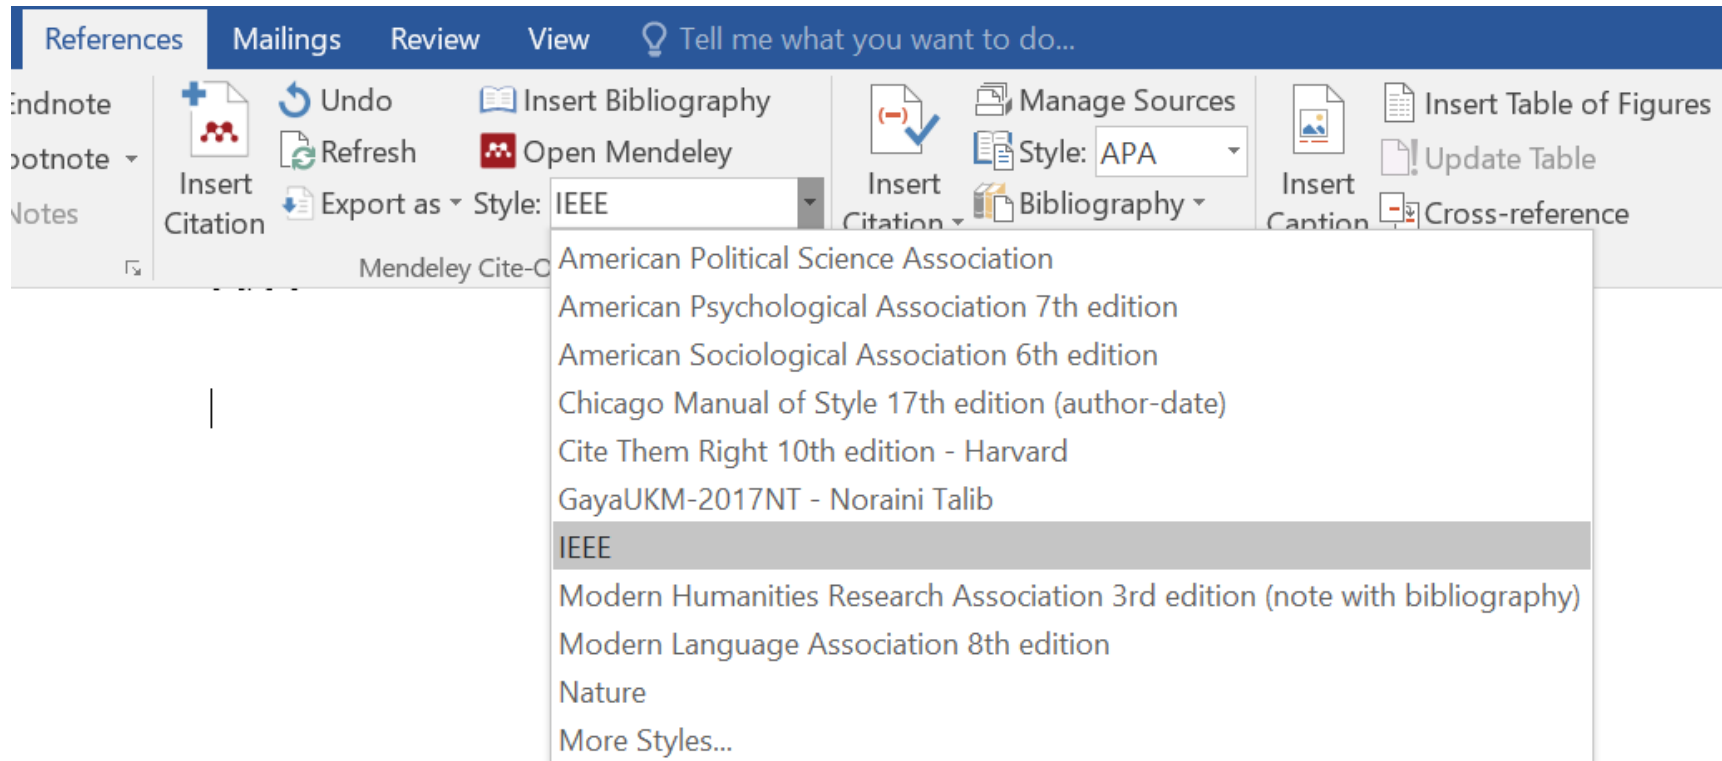 References Mailings Review View Tell me what you want to do...
Endnote Undo Insert Bibliography Manage Sources Insert Table of Figures
Refresh Open Mendeley Style: APA Update Table
Insert Citation Export as Style: IEEE Insert Citation Bibliography Insert Caption Cross-reference
Notes
Mendeley Cite-O
American Political Science Association
American Psychological Association 7th edition
American Sociological Association 6th edition
Chicago Manual of Style 17th edition (author-date)
Cite Them Right 10th edition - Harvard
GayaUKM-2017NT - Noraini Talib
IEEE
Modern Humanities Research Association 3rd edition (note with bibliography)
Modern Language Association 8th edition
Nature
More Styles...